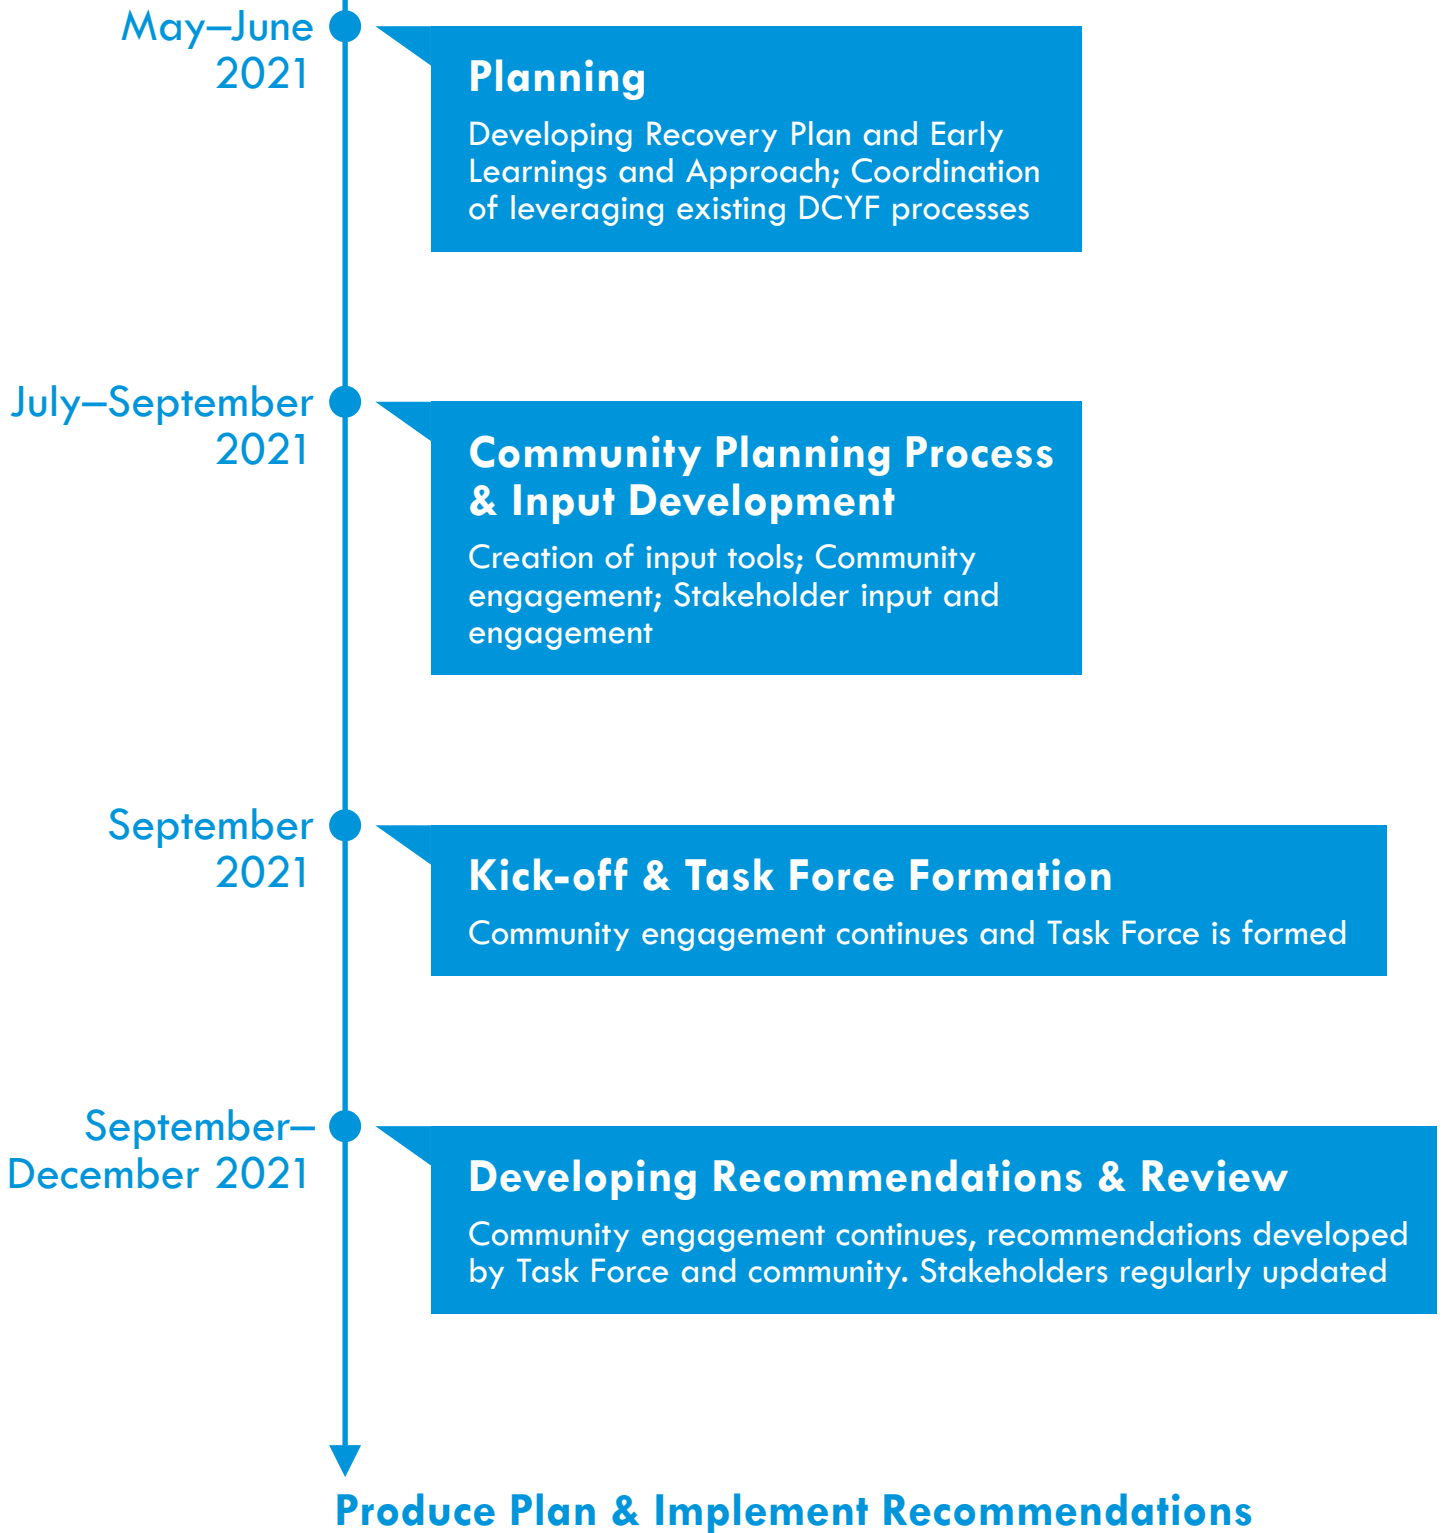 May–June
2021
Planning
Developing Recovery Plan and Early
Learnings and Approach; Coordination
of leveraging existing DCYF processes
July–September
2021
Community Planning Process
& Input Development
Creation of input tools; Community
engagement; Stakeholder input and
engagement
September
2021
Kick-off & Task Force Formation
Community engagement continues and Task Force is formed
September–
December 2021
Developing Recommendations & Review
Community engagement continues, recommendations developed
by Task Force and community. Stakeholders regularly updated
Produce Plan & Implement Recommendations